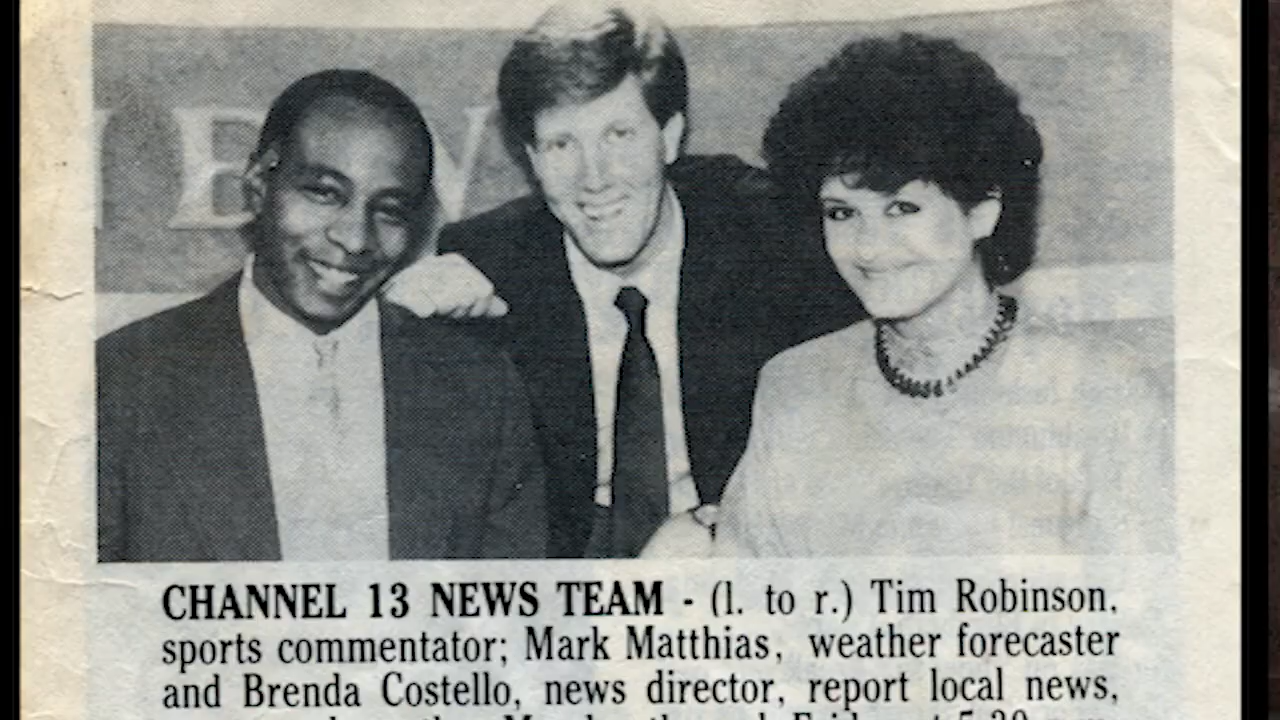 NEW
CHANNEL 13 NEWS TEAM - (l. to r.) Tim Robinson,
sports commentator; Mark Matthias, weather forecaster
and Brenda Costello, news director, report local news,